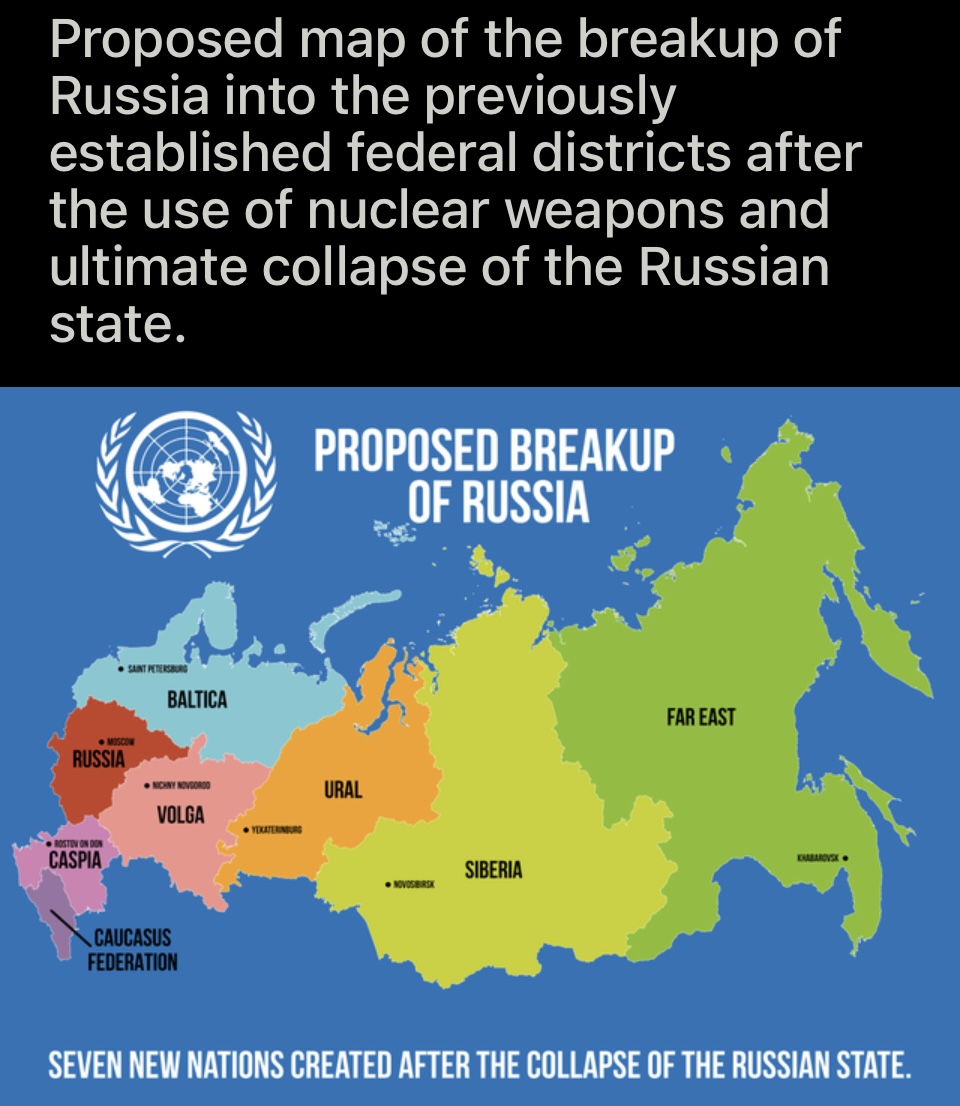 Proposed map of the breakup of
Russia into the previously
established federal districts after
the use of nuclear weapons and
ultimate collapse of the Russian
state.
PROPOSED BREAKUP
OF RUSSIA
SAINT PETERSBURG
BALTICA
MOSCOW
RUSSIA
NICHNY NOVGOROD
VOLGA
URAL
YEKATERINBURG
FAR EAST
ROSTOV ON DON
CASPIA
SIBERIA
NOVOSIBIRSK
KHABAROVSK
CAUCASUS
FEDERATION
SEVEN NEW NATIONS CREATED AFTER THE COLLAPSE OF THE RUSSIAN STATE.